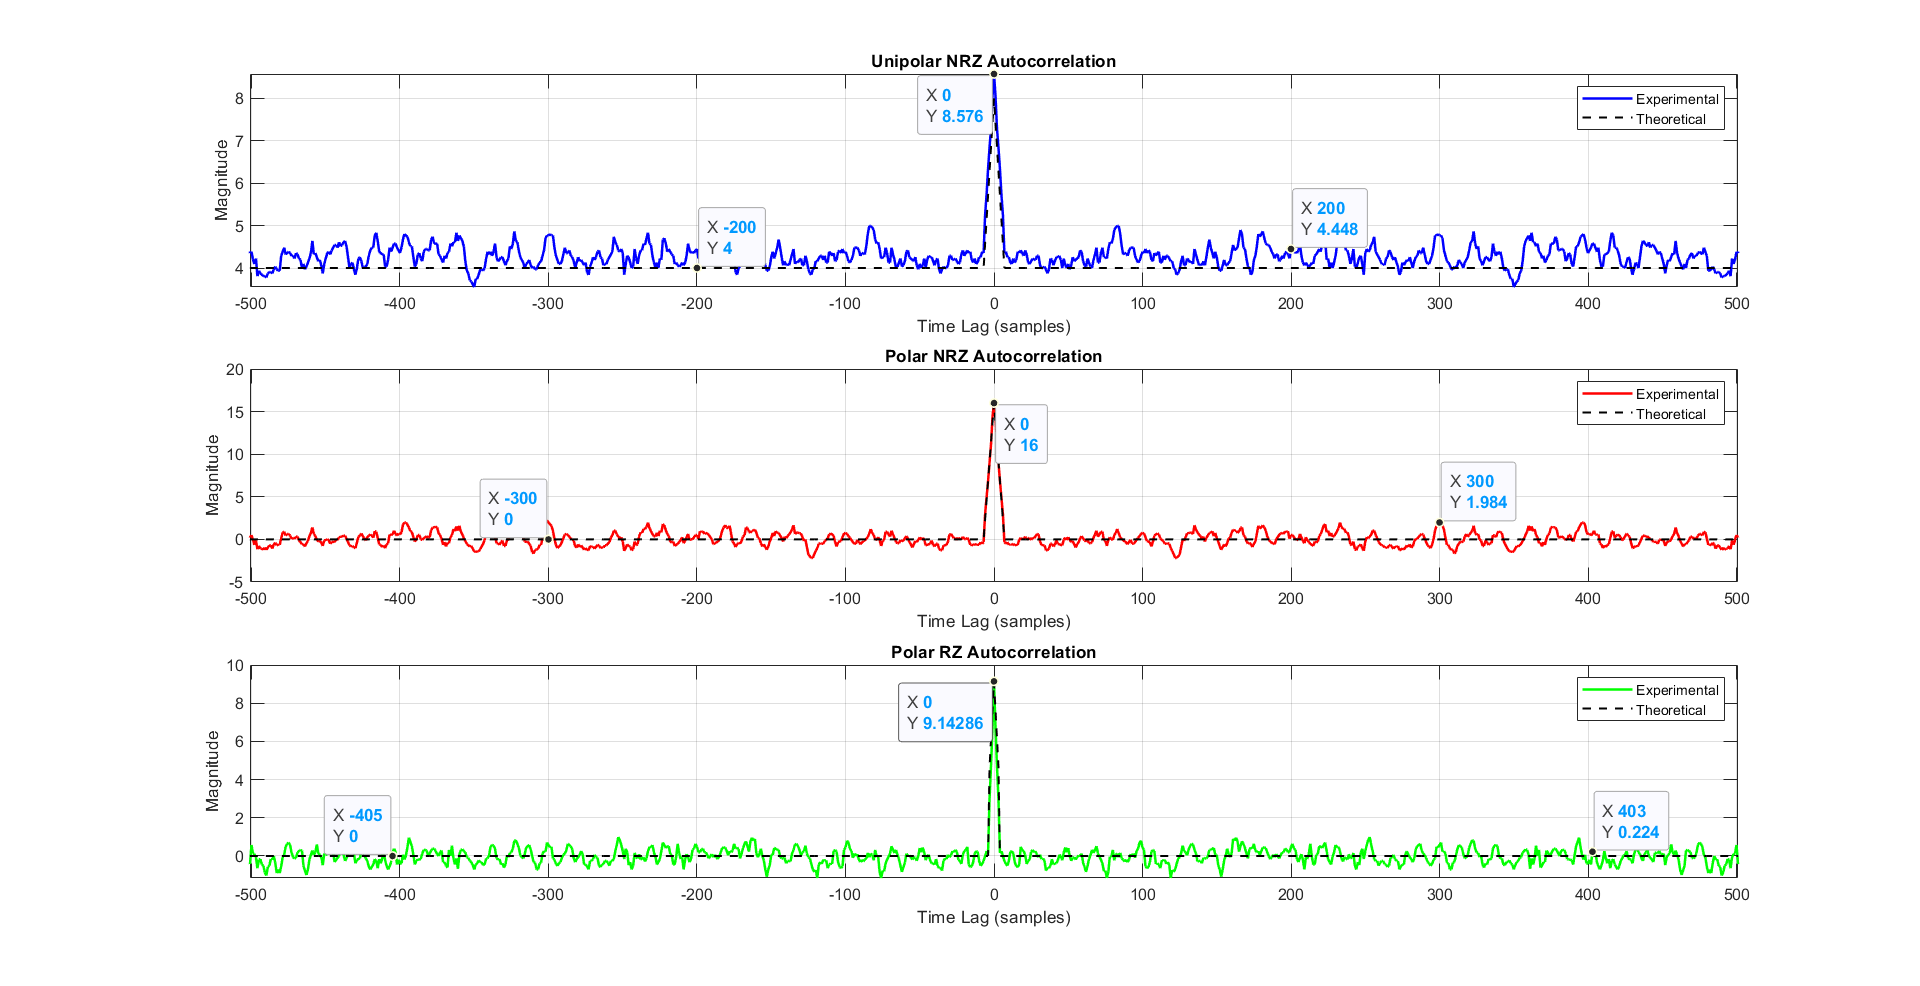 Unipolar NRZ Autocorrelation
8
7
6
5
4
Magnitude
X 0
Y 8.576
X -200
Y 4
X 200
Y 4.448
Experimental
Theoretical
-500 -400 -300 -200 -100 0 100 200 300 400 500
Time Lag (samples)
Polar NRZ Autocorrelation
20
15
10
5
0
-5
Magnitude
X 0
Y 16
X -300
Y 0
X 300
Y 1.984
Experimental
Theoretical
-500 -400 -300 -200 -100 0 100 200 300 400 500
Time Lag (samples)
Polar RZ Autocorrelation
10
8
6
4
2
0
Magnitude
X 0
Y 9.14286
X -405
Y 0
X 403
Y 0.224
Experimental
Theoretical
-500 -400 -300 -200 -100 0 100 200 300 400 500
Time Lag (samples)